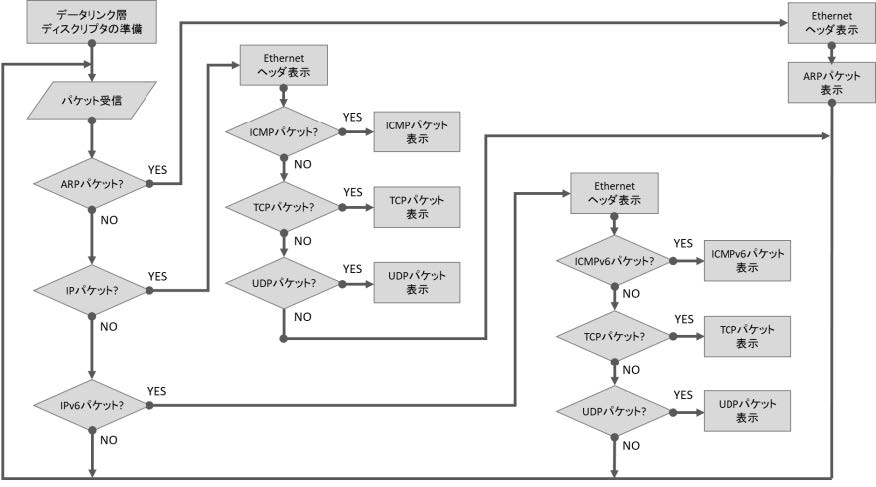 データリンク層
ディスクリプタの準備
パケット受信
ARPパケット?
YES
NO
IPパケット?
YES
NO
IPv6パケット?
YES
NO
Ethernet
ヘッダ表示
ICMPパケット?
YES
ICMPパケット
表示
NO
TCPパケット?
YES
TCPパケット
表示
NO
UDPパケット?
YES
UDPパケット
表示
NO
Ethernet
ヘッダ表示
ICMPv6パケット?
YES
ICMPv6パケット
表示
NO
TCPパケット?
YES
TCPパケット
表示
NO
UDPパケット?
YES
UDPパケット
表示
NO
Ethernet
ヘッダ表示
ARPパケット
表示